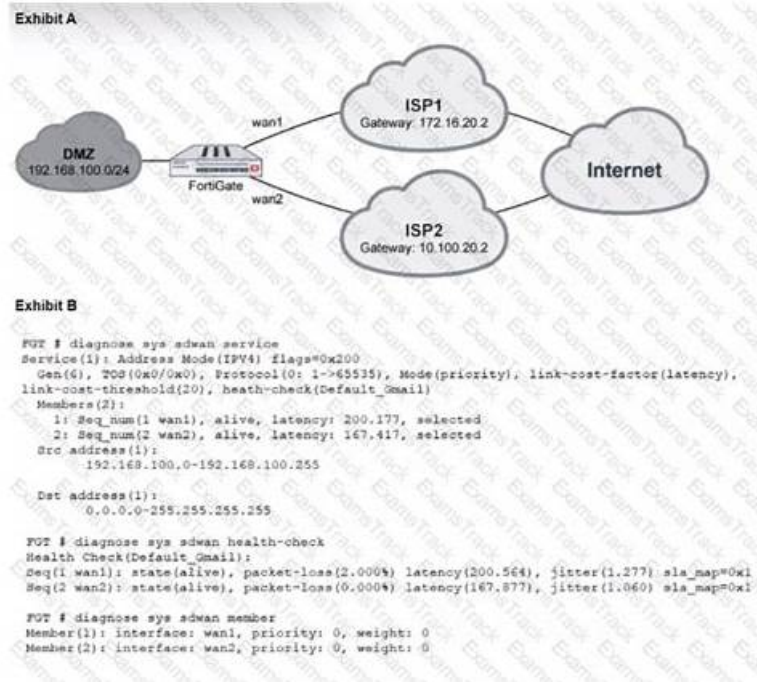 Exhibit A
ISP1
Gateway: 172.16.20.2
wan1
DMZ
192.168.100.0/24
FortiGate
Internet
wan2
ISP2
Gateway: 10.100.20.2
Exhibit B
FGT # diagnose sys sdwan service
Service(1): Address Mode(IPV4) flags=0x200
Gen(6), TOS(0x0/0x0), Protocol(0: 1->65535), Mode(priority), link-cost-factor(latency),
link-cost-threshold(20), heath-check(Default_Gmail)
Members(2):
1: Seq_num(1 wan1), alive, latency: 200.177, selected
2: Seq_num(2 wan2), alive, latency: 167.417, selected
Src address(1):
192.168.100.0-192.168.100.255
Dst address(1):
0.0.0.0-255.255.255.255
FGT # diagnose sys sdwan health-check
Health Check(Default_Gmail):
Seq(1 wan1): state(alive), packet-loss(2.000%) latency(200.564), jitter(1.277) sla_map=0x1
Seq(2 wan2): state(alive), packet-loss(0.000%) latency(167.877), jitter(1.060) sla_map=0x1
FGT # diagnose sys sdwan member
Member(1): interface: wan1, priority: 0, weight: 0
Member(2): interface: wan2, priority: 0, weight: 0
ExamsTrack